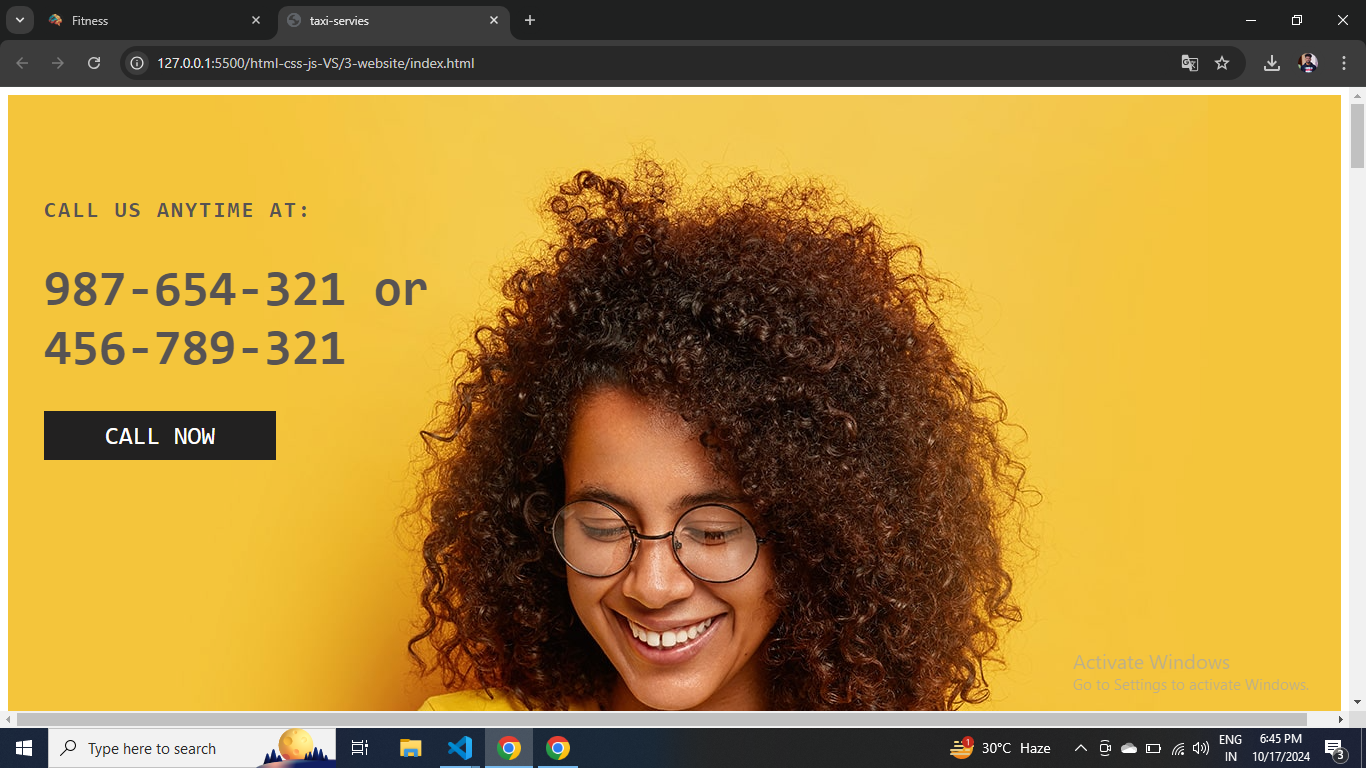 Fitness
taxi-servies
127.0.0.1:5500/html-css-js-VS/3-website/index.html
CALL US ANYTIME AT:
987-654-321 or
456-789-321
CALL NOW
Activate Windows
Go to Settings to activate Windows.
Type here to search
1
30°C Haze
ENG
IN
6:45 PM
10/17/2024
3